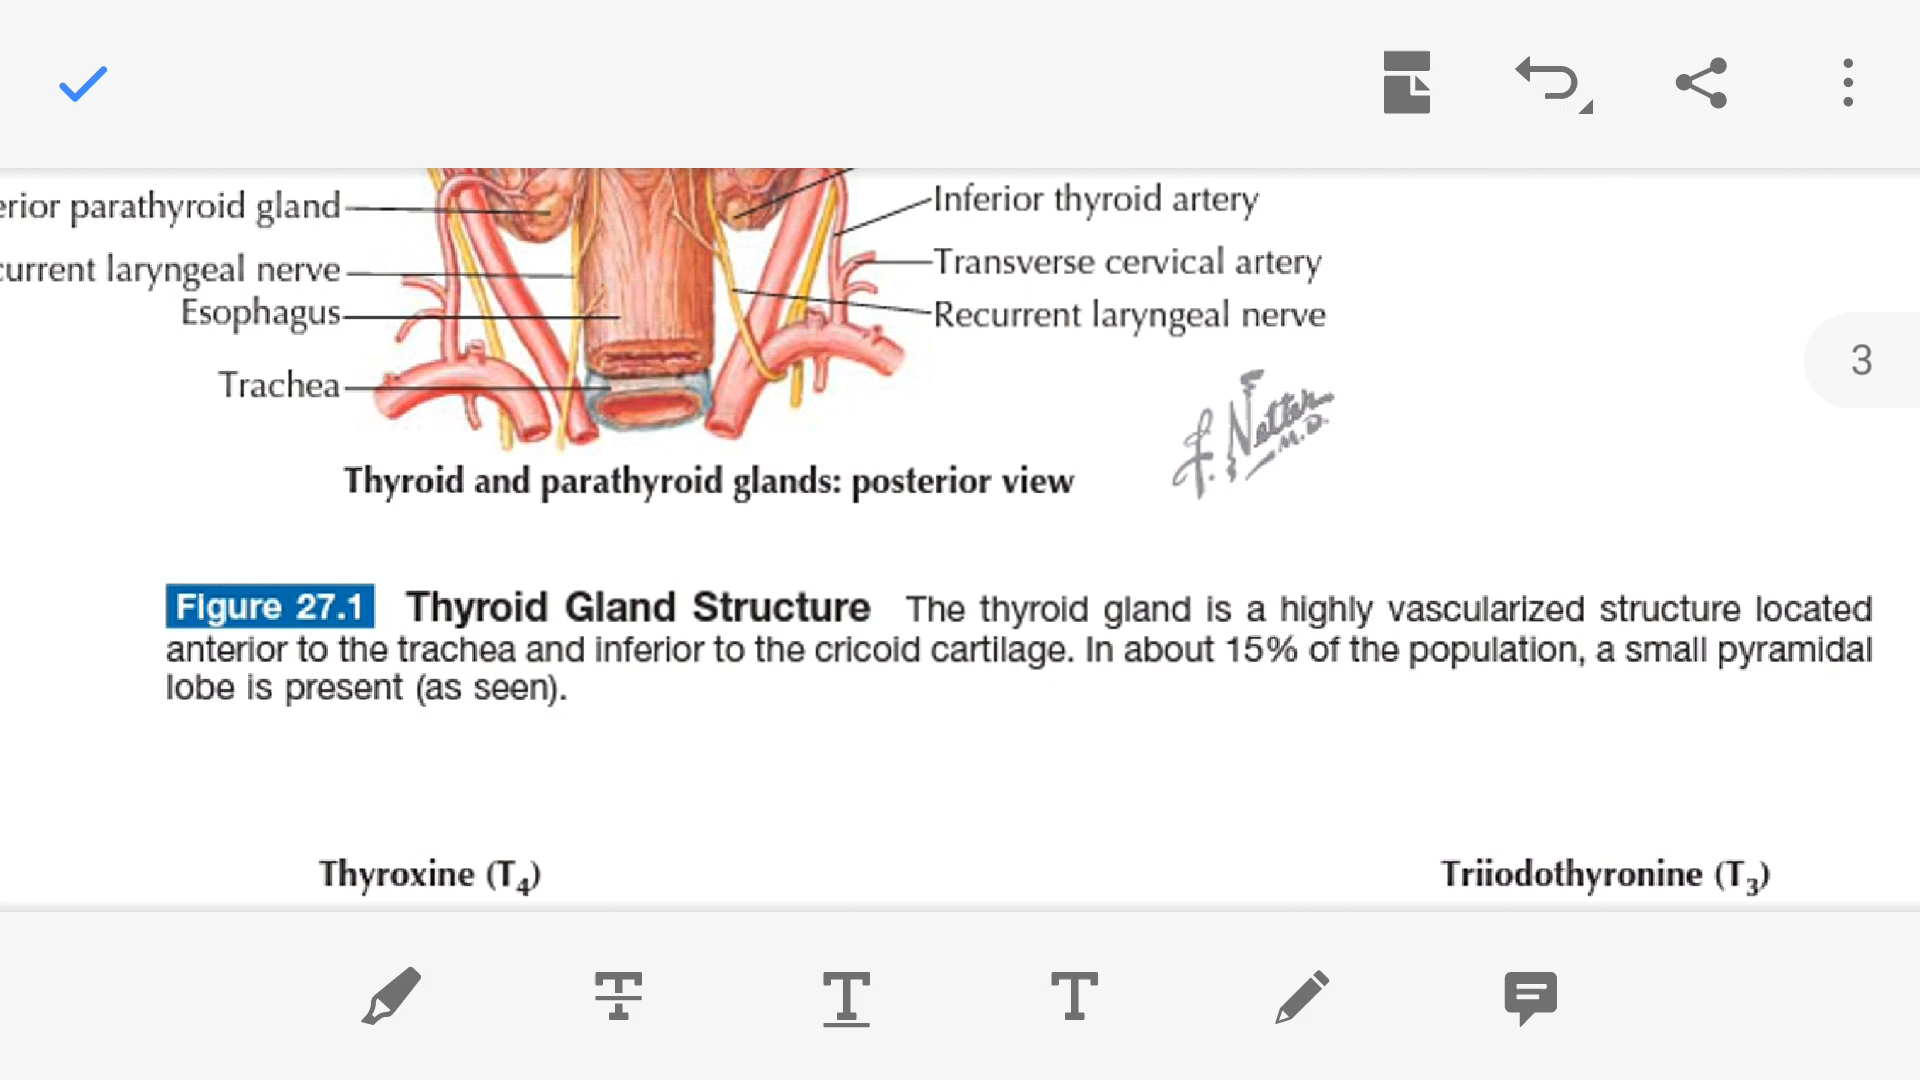 erior parathyroid gland
Inferior thyroid artery
current laryngeal nerve
Transverse cervical artery
Esophagus
Recurrent laryngeal nerve
3
Trachea
F. Netter
M.D.
Thyroid and parathyroid glands: posterior view
Figure 27.1 Thyroid Gland Structure The thyroid gland is a highly vascularized structure located
anterior to the trachea and inferior to the cricoid cartilage. In about 15% of the population, a small pyramidal
lobe is present (as seen).
Thyroxine (T₄)
Triiodothyronine (T₃)